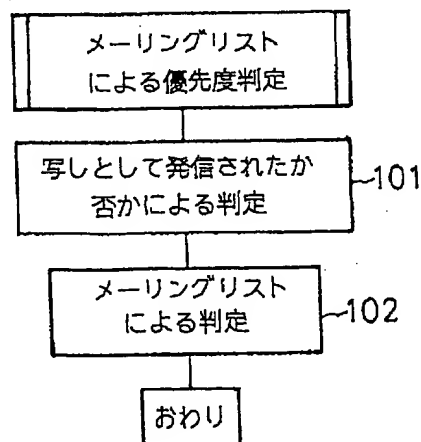 メーリングリスト
による優先度判定
写しとして発信されたか
否かによる判定
101
メーリングリスト
による判定
102
おわり